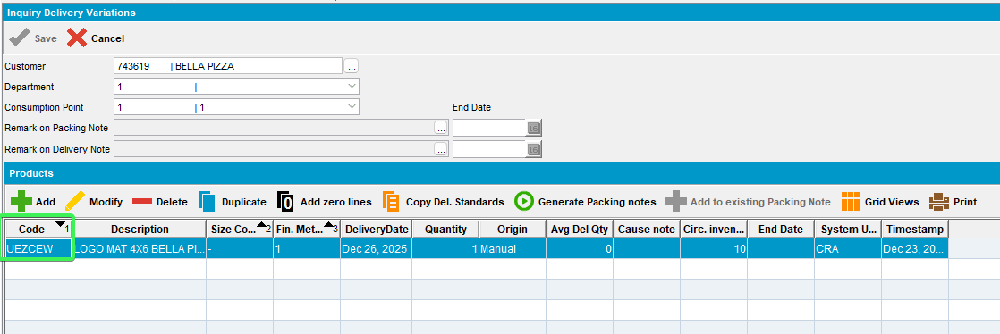 Inquiry Delivery Variations
Save Cancel
Customer 743619 | BELLA PIZZA ...
Department 1 | -
Consumption Point 1 | 1 End Date
Remark on Packing Note ... 16
Remark on Delivery Note ... 16
Products
Add Modify Delete Duplicate 0 Add zero lines Copy Del. Standards Generate Packing notes Add to existing Packing Note Grid Views Print
Code 1 Description Size Co... 2 Fin. Met... 3 DeliveryDate Quantity Origin Avg Del Qty Cause note Circ. inven... End Date System U... Timestamp
UEZCEW LOGO MAT 4X6 BELLA PI... - 1 Dec 26, 2025 1 Manual 0 10 CRA Dec 23, 20...